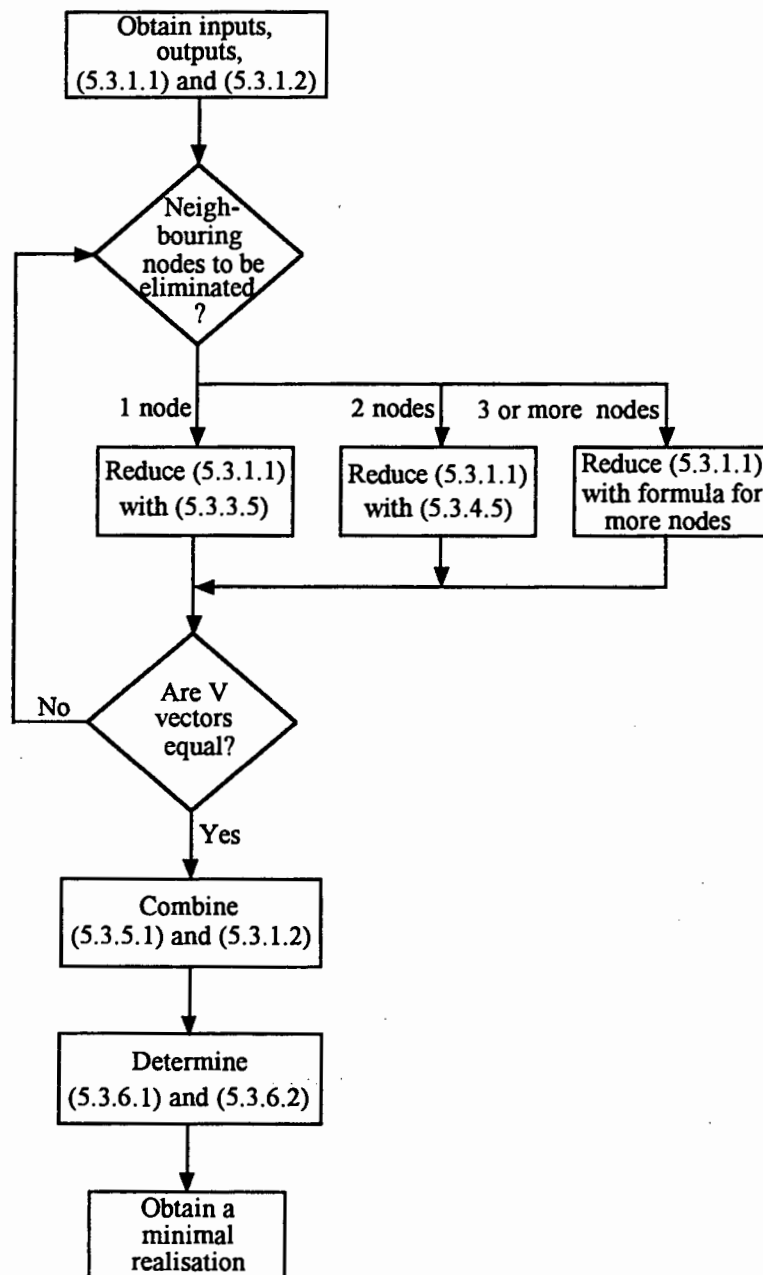 Obtain inputs,
outputs,
(5.3.1.1) and (5.3.1.2)
Neigh-
bouring
nodes to be
eliminated
?
1 node
2 nodes
3 or more nodes
Reduce (5.3.1.1)
with (5.3.3.5)
Reduce (5.3.1.1)
with (5.3.4.5)
Reduce (5.3.1.1)
with formula for
more nodes
No
Are V
vectors
equal?
Yes
Combine
(5.3.5.1) and (5.3.1.2)
Determine
(5.3.6.1) and (5.3.6.2)
Obtain a
minimal
realisation